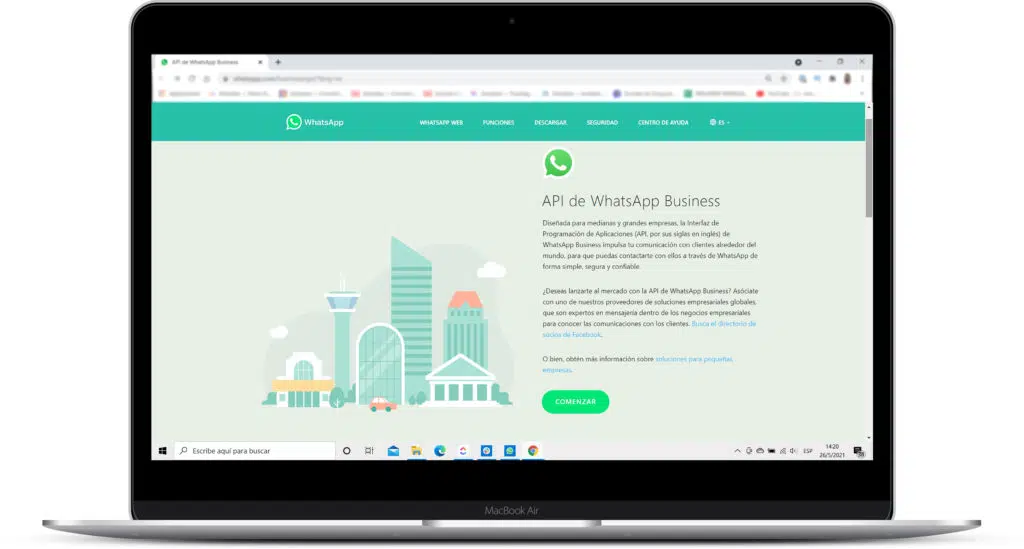 API de WhatsApp Business
WhatsApp
WHATSAPP WEB
FUNCIONES
DESCARGAR
SEGURIDAD
CENTRO DE AYUDA
ES
API de WhatsApp Business
Diseñada para medianas y grandes empresas, la Interfaz de
Programación de Aplicaciones (API, por sus siglas en inglés) de
WhatsApp Business impulsa tu comunicación con clientes alrededor del
mundo, para que puedas contactarte con ellos a través de WhatsApp de
forma simple, segura y confiable.
¿Deseas lanzarte al mercado con la API de WhatsApp Business? Asóciate
con uno de nuestros proveedores de soluciones empresariales globales,
que son expertos en mensajería dentro de los negocios empresariales
para conocer las comunicaciones con los clientes. Busca el directorio de
socios de Facebook.
O bien, obtén más información sobre soluciones para pequeñas
empresas.
COMENZAR
Escribe aquí para buscar
ESP
14:20
26/5/2021
MacBook Air